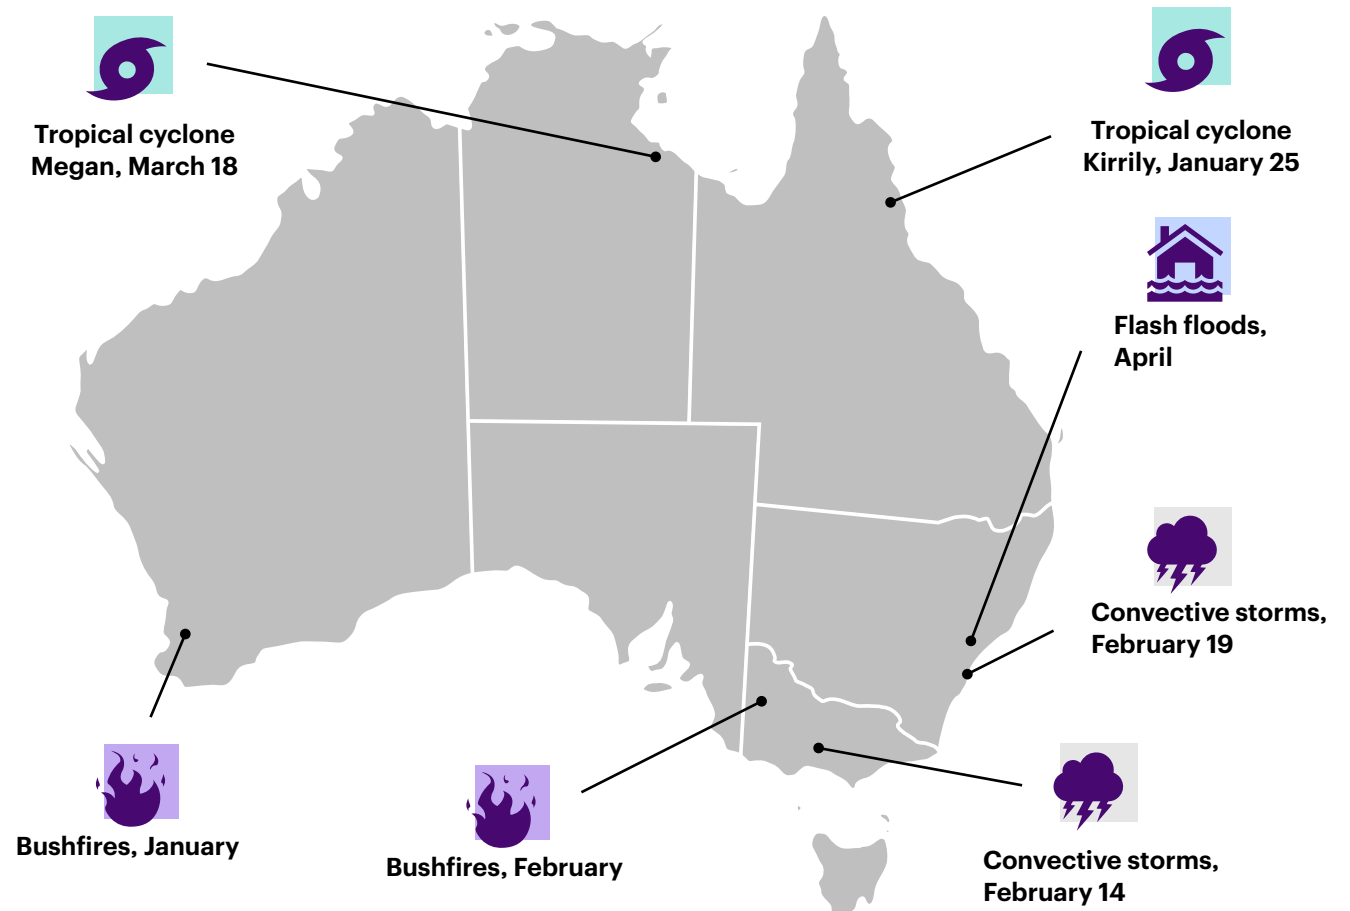 Tropical cyclone
Megan, March 18
Tropical cyclone
Kirrily, January 25
Flash floods,
April
Convective storms,
February 19
Convective storms,
February 14
Bushfires, February
Bushfires, January